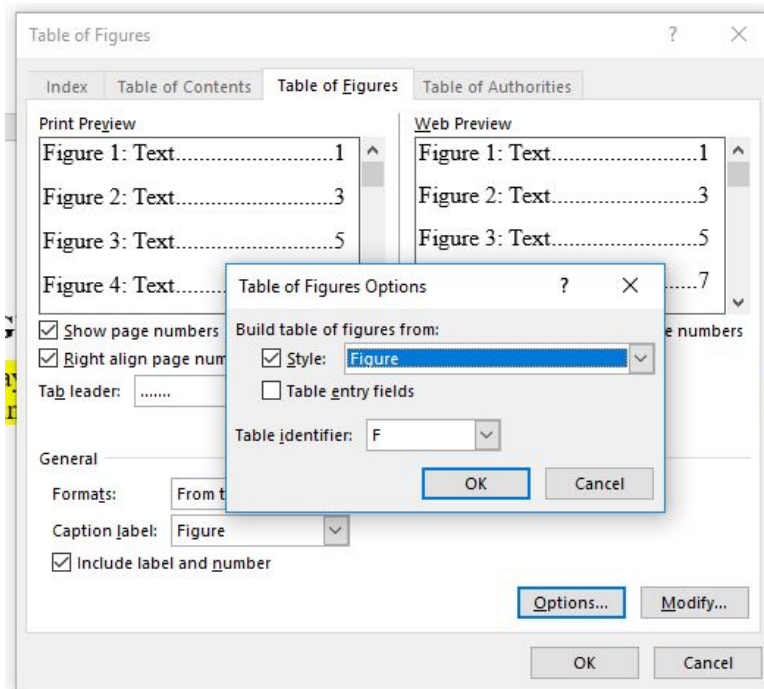 Table of Figures ?
Index Table of Contents Table of Figures Table of Authorities
Print Preview Web Preview
Figure 1: Text................................1 Figure 1: Text.............................1
Figure 2: Text................................3 Figure 2: Text.............................3
Figure 3: Text................................5 Figure 3: Text.............................5
Figure 4: Text......... .....7
Table of Figures Options ?
Build table of figures from:
Show page numbers e numbers
Style: Figure
Right align page num
Table entry fields
Tab leader: .......
Table identifier: F
OK Cancel
General
Formats: From t
Caption label: Figure
Include label and number
Options... Modify...
OK Cancel